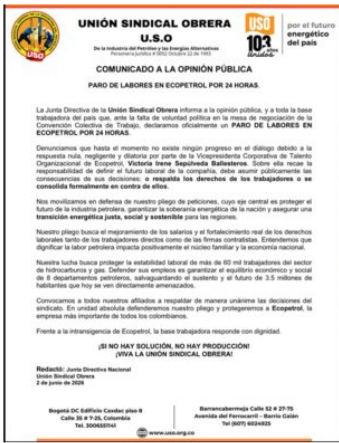 UNIÓN SINDICAL OBRERA
U.S.O
De la Industria del Petróleo y las Energías Alternativas
USO
103 años
unidos
por el futuro
energético
del país
COMUNICADO A LA OPINIÓN PÚBLICA
PARO DE LABORES EN ECOPETROL POR 24 HORAS.
La Junta Directiva de la Unión Sindical Obrera informa a la opinión pública, y a toda la base
trabajadora del país que, ante la falta de voluntad política en la mesa de negociación de la
Convención Colectiva de Trabajo, declaramos oficialmente un PARO DE LABORES EN
ECOPETROL POR 24 HORAS.
Denunciamos que hasta el momento no existe ningún progreso en el diálogo debido a la
respuesta nula, negligente y dilatoria por parte de la Vicepresidenta Corporativa de Talento
Organizacional de Ecopetrol, Victoria Irene Sepúlveda Ballesteros. Sobre ella recae la
responsabilidad de definir el futuro laboral de la compañía, debe asumir públicamente las
consecuencias de sus decisiones: o respalda los derechos de los trabajadores o se
consolida formalmente en contra de ellos.
Nos movilizamos en defensa de nuestro pliego de peticiones, cuyo eje central es proteger el
futuro de la industria petrolera, garantizar la soberanía energética de la nación y asegurar una
transición energética justa, social y sostenible para las regiones.
Nuestro pliego busca el mejoramiento de los salarios y el fortalecimiento real de los derechos
laborales tanto de los trabajadores directos como de las firmas contratistas. Entendemos que
dignificar la labor petrolera impacta positivamente el núcleo familiar y la economía nacional.
Nuestra lucha busca proteger la estabilidad laboral de más de 60 mil trabajadores del sector
de hidrocarburos y gas. Defender sus empleos es garantizar el equilibrio económico y social
de 8 departamentos petroleros, salvaguardando el sustento y el futuro de 3.5 millones de
habitantes que hoy se ven directamente amenazados.
Convocamos a todos nuestros afiliados a respaldar de manera unánime las decisiones del
sindicato. En unidad absoluta defenderemos nuestro pliego y protegeremos a Ecopetrol, la
empresa más importante de todos los colombianos.
Frente a la intransigencia de Ecopetrol, la base trabajadora responde con dignidad.
¡SI NO HAY SOLUCIÓN, NO HAY PRODUCCIÓN!
¡VIVA LA UNIÓN SINDICAL OBRERA!
Redactó: Junta Directiva Nacional
Unión Sindical Obrera
2 de junio de 2026
Bogotá DC Edificio Caxdac piso 8
Calle 35 # 7-25, Colombia
Tel. 3006551141
Barrancabermeja Calle 52 # 27-75
Avenida del Ferrocarril – Barrio Galán
Tel (607) 6024925
www.uso.org.co